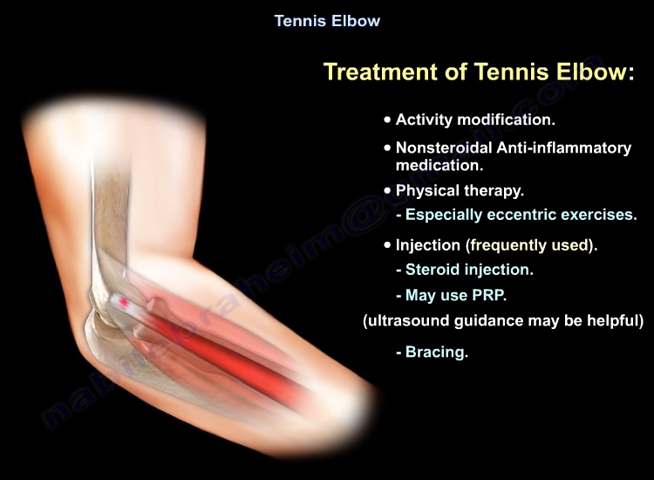 Tennis Elbow
Treatment of Tennis Elbow:
• Activity modification.
• Nonsteroidal Anti-inflammatory
medication.
• Physical therapy.
- Especially eccentric exercises.
• Injection (frequently used).
- Steroid injection.
- May use PRP.
(ultrasound guidance may be helpful)
- Bracing.